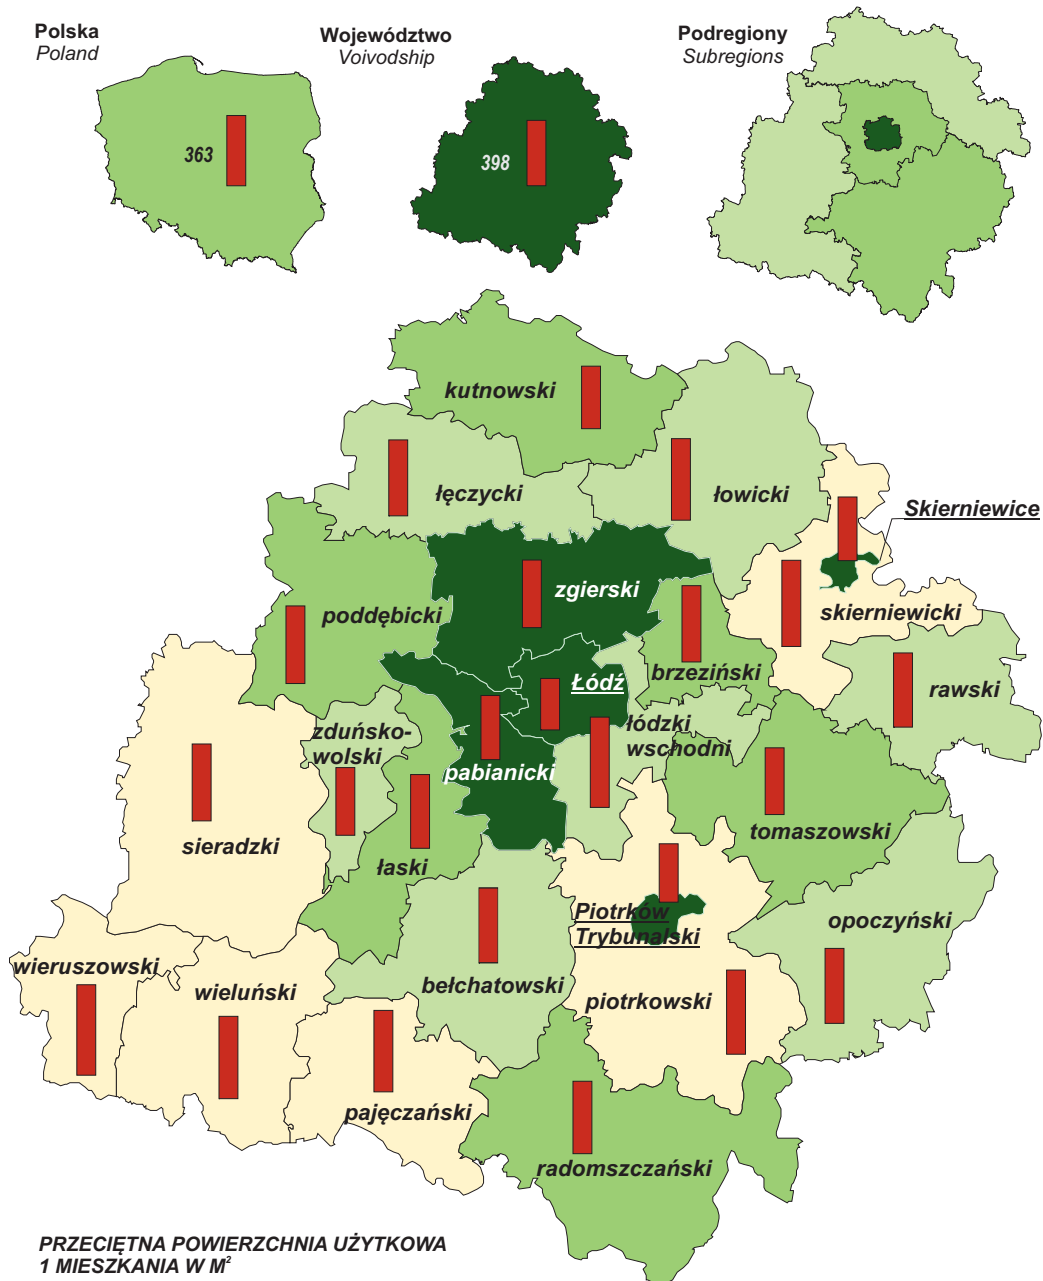 Polska
Poland
Województwo
Voivodship
Podregiony
Subregions
363
398
kutnowski
łęczycki
łowicki
Skierniewice
zgierski
skierniewicki
poddębicki
brzeziński
Łódź
rawski
zduńsko-
wolski
łódzki
wschodni
pabianicki
sieradzki
łaski
tomaszowski
Piotrków
Trybunalski
opoczyński
wieruszowski
wieluński
bełchatowski
piotrkowski
pajęczański
radomszczański
PRZECIĘTNA POWIERZCHNIA UŻYTKOWA
1 MIESZKANIA W M²